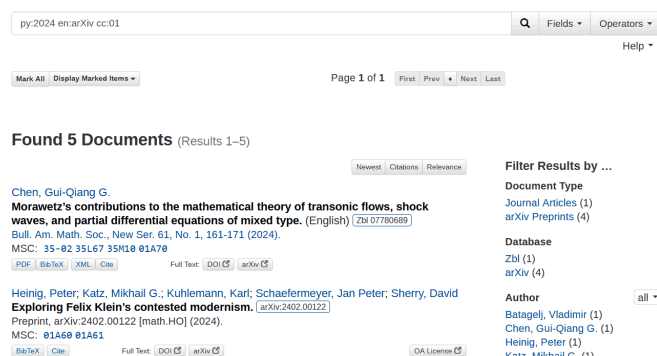 py:2024 en:arXiv cc:01
Fields Operators
Help
Mark All Display Marked Items
Page 1 of 1 First Prev Next Last
Found 5 Documents (Results 1–5)
Newest Citations Relevance
Chen, Gui-Qiang G.
Morawetz’s contributions to the mathematical theory of transonic flows, shock
waves, and partial differential equations of mixed type. (English) Zbl 07780689
Bull. Am. Math. Soc., New Ser. 61, No. 1, 161-171 (2024).
MSC: 35-02 35L67 35M10 01A70
PDF BibTeX XML Cite Full Text: DOI arXiv
Heinig, Peter; Katz, Mikhail G.; Kuhlemann, Karl; Schaefermeyer, Jan Peter; Sherry, David
Exploring Felix Klein’s contested modernism. arXiv:2402.00122
Preprint, arXiv:2402.00122 [math.HO] (2024).
MSC: 01A60 01A61
BibTeX Cite Full Text: DOI arXiv OA License
Filter Results by …
Document Type
Journal Articles (1)
arXiv Preprints (4)
Database
Zbl (1)
arXiv (4)
Author all
Batagelj, Vladimir (1)
Chen, Gui-Qiang G. (1)
Heinig, Peter (1)
Katz, Mikhail G. (1)